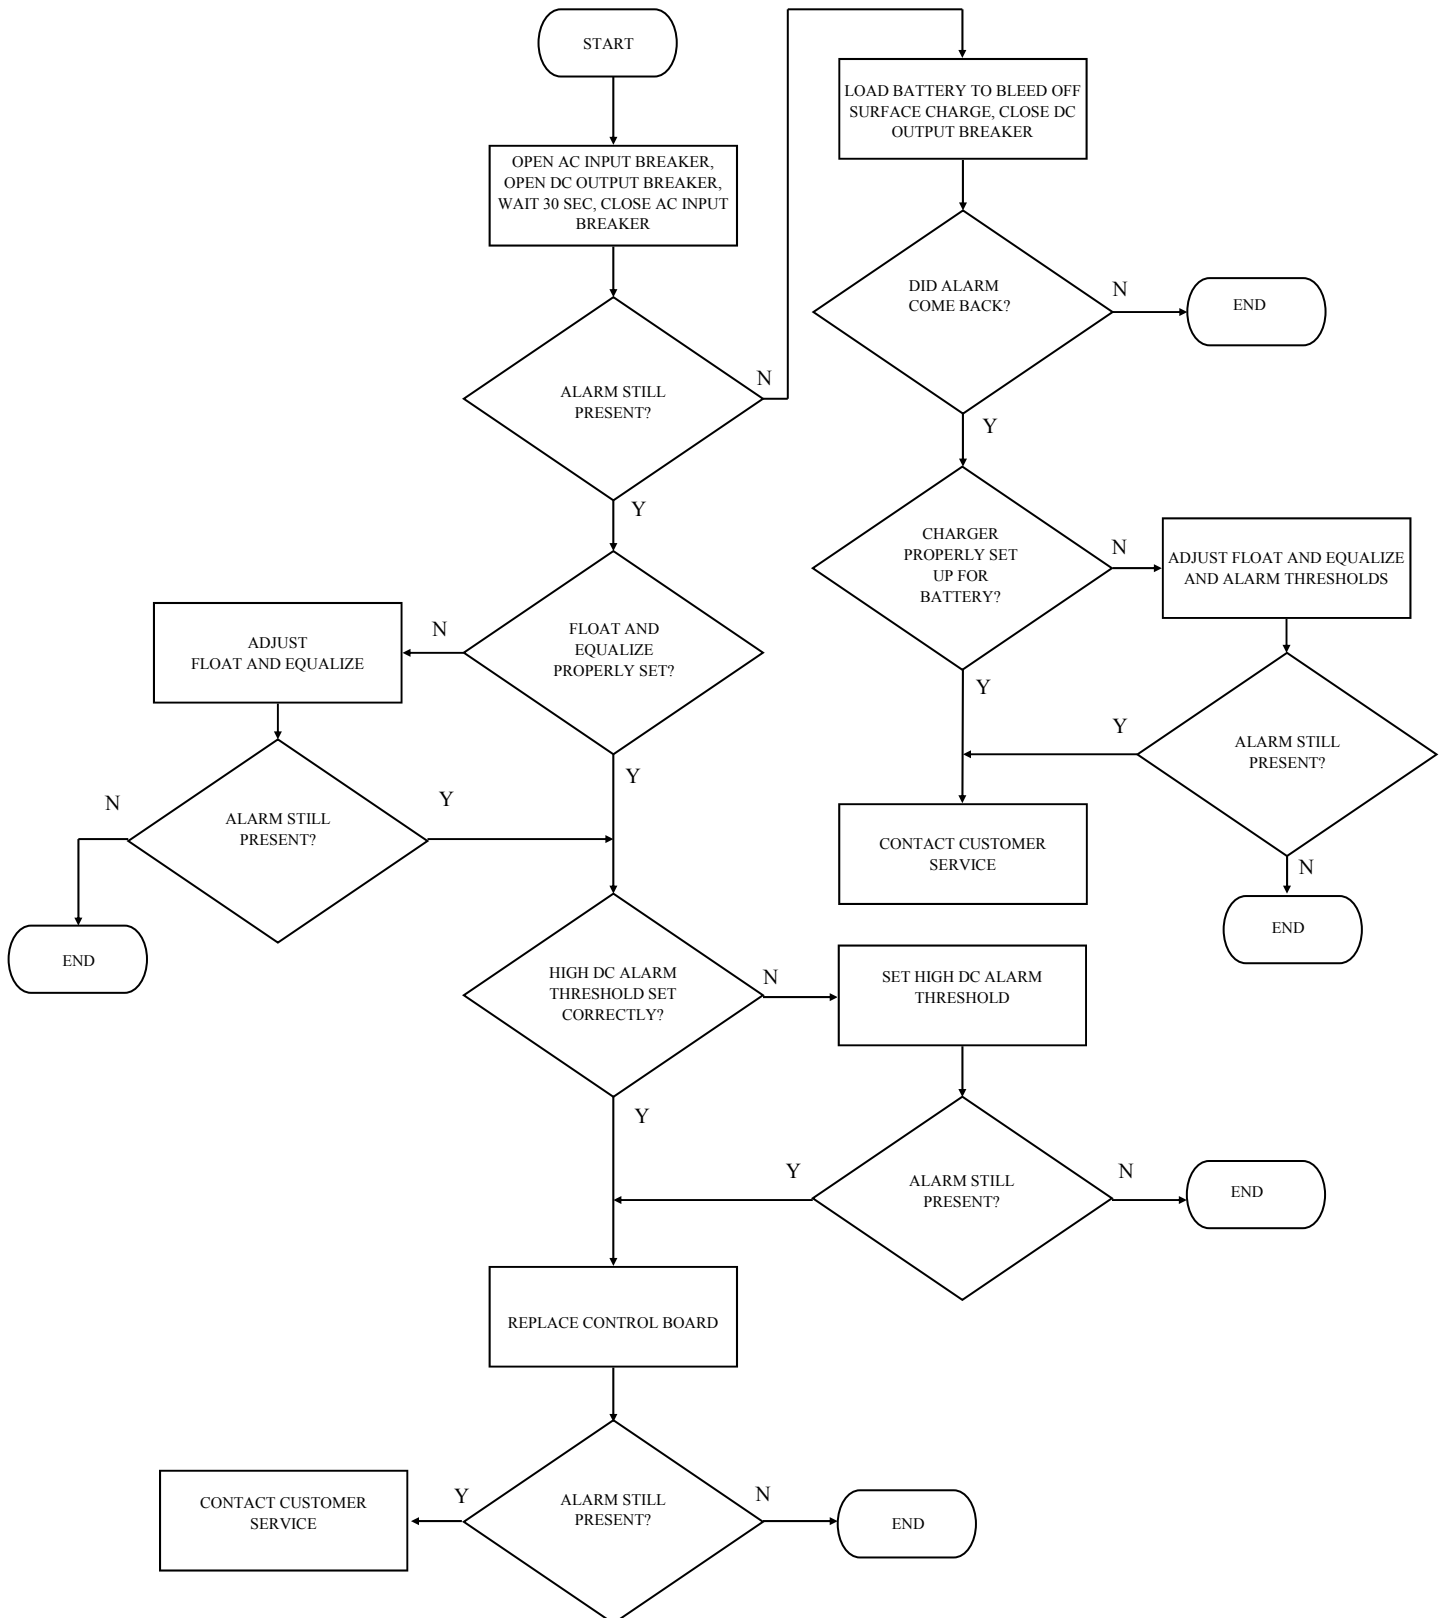 START
OPEN AC INPUT BREAKER,
OPEN DC OUTPUT BREAKER,
WAIT 30 SEC, CLOSE AC INPUT
BREAKER
ALARM STILL
PRESENT?
N
Y
LOAD BATTERY TO BLEED OFF
SURFACE CHARGE, CLOSE DC
OUTPUT BREAKER
DID ALARM
COME BACK?
N
END
Y
CHARGER
PROPERLY SET
UP FOR
BATTERY?
N
ADJUST FLOAT AND EQUALIZE
AND ALARM THRESHOLDS
Y
ALARM STILL
PRESENT?
Y
N
END
CONTACT CUSTOMER
SERVICE
FLOAT AND
EQUALIZE
PROPERLY SET?
N
ADJUST
FLOAT AND EQUALIZE
Y
ALARM STILL
PRESENT?
N
Y
END
HIGH DC ALARM
THRESHOLD SET
CORRECTLY?
N
SET HIGH DC ALARM
THRESHOLD
Y
ALARM STILL
PRESENT?
Y
N
END
REPLACE CONTROL BOARD
ALARM STILL
PRESENT?
Y
N
CONTACT CUSTOMER
SERVICE
END